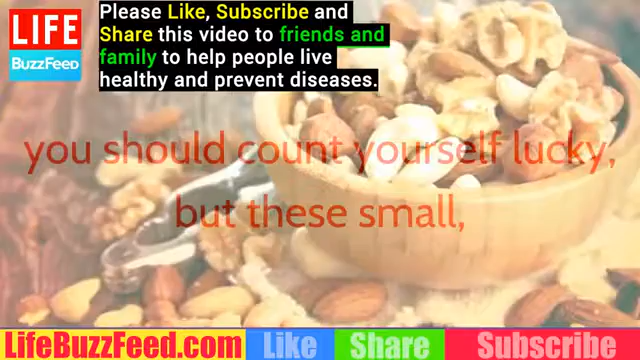 LIFE
BuzzFeed
Please Like, Subscribe and
Share this video to friends and
family to help people live
healthy and prevent diseases.
you should count yourself lucky,
but these small,
LifeBuzzFeed.com Like Share Subscribe